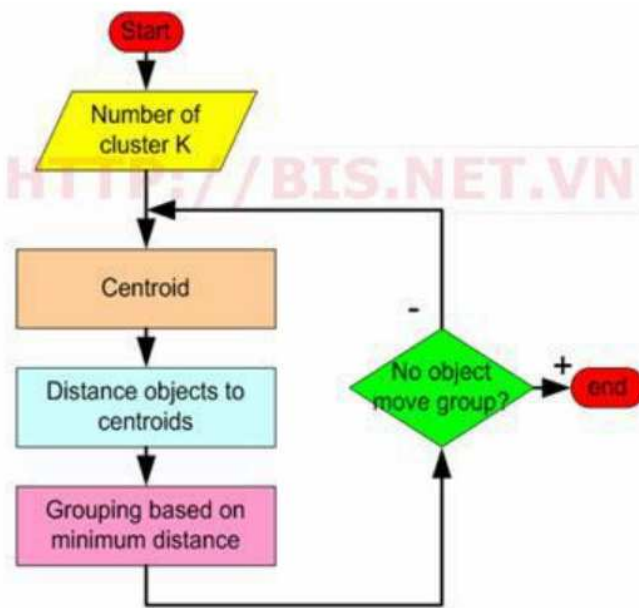 Start
Number of
cluster K
HTTP://BIS.NET.VN
Centroid
-
No object
move group?
+
end
Distance objects to
centroids
Grouping based on
minimum distance